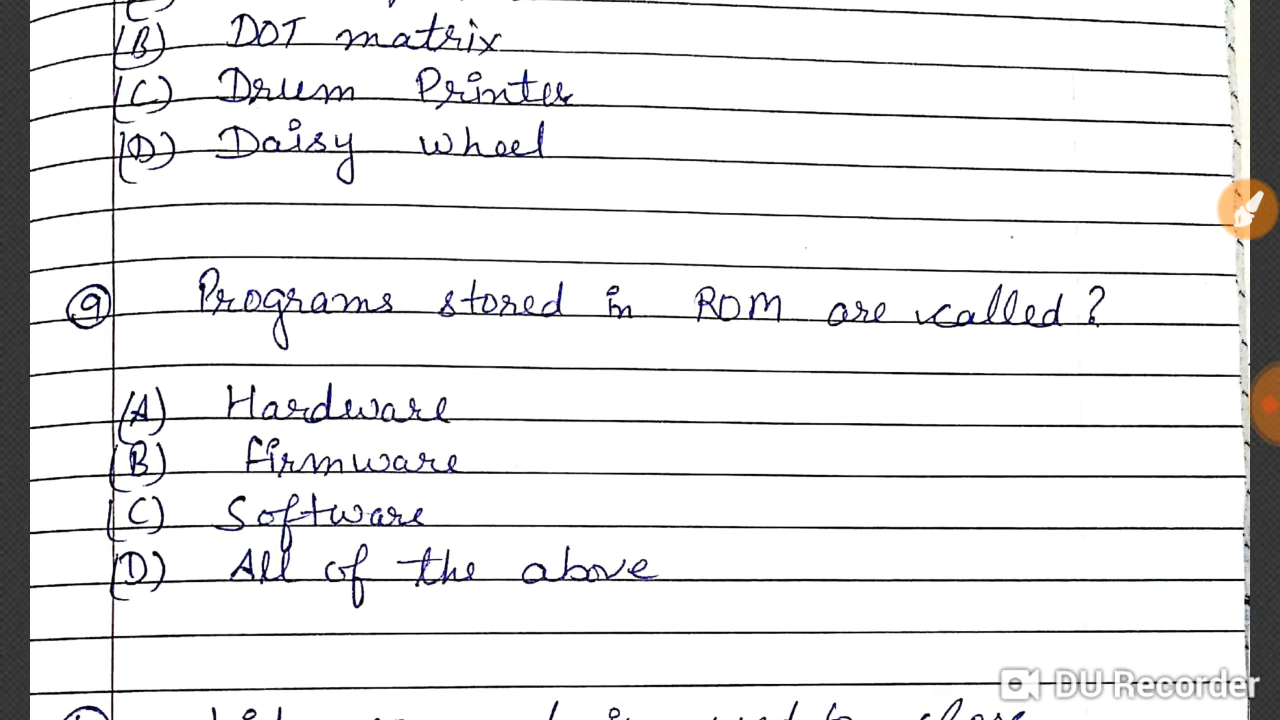 (B) DOT matrix
(C) Drum Printer
(D) Daisy wheel
9 Programs stored in ROM are called?
(A) Hardware
(B) firmware
(C) Software
(D) All of the above
DU Recorder